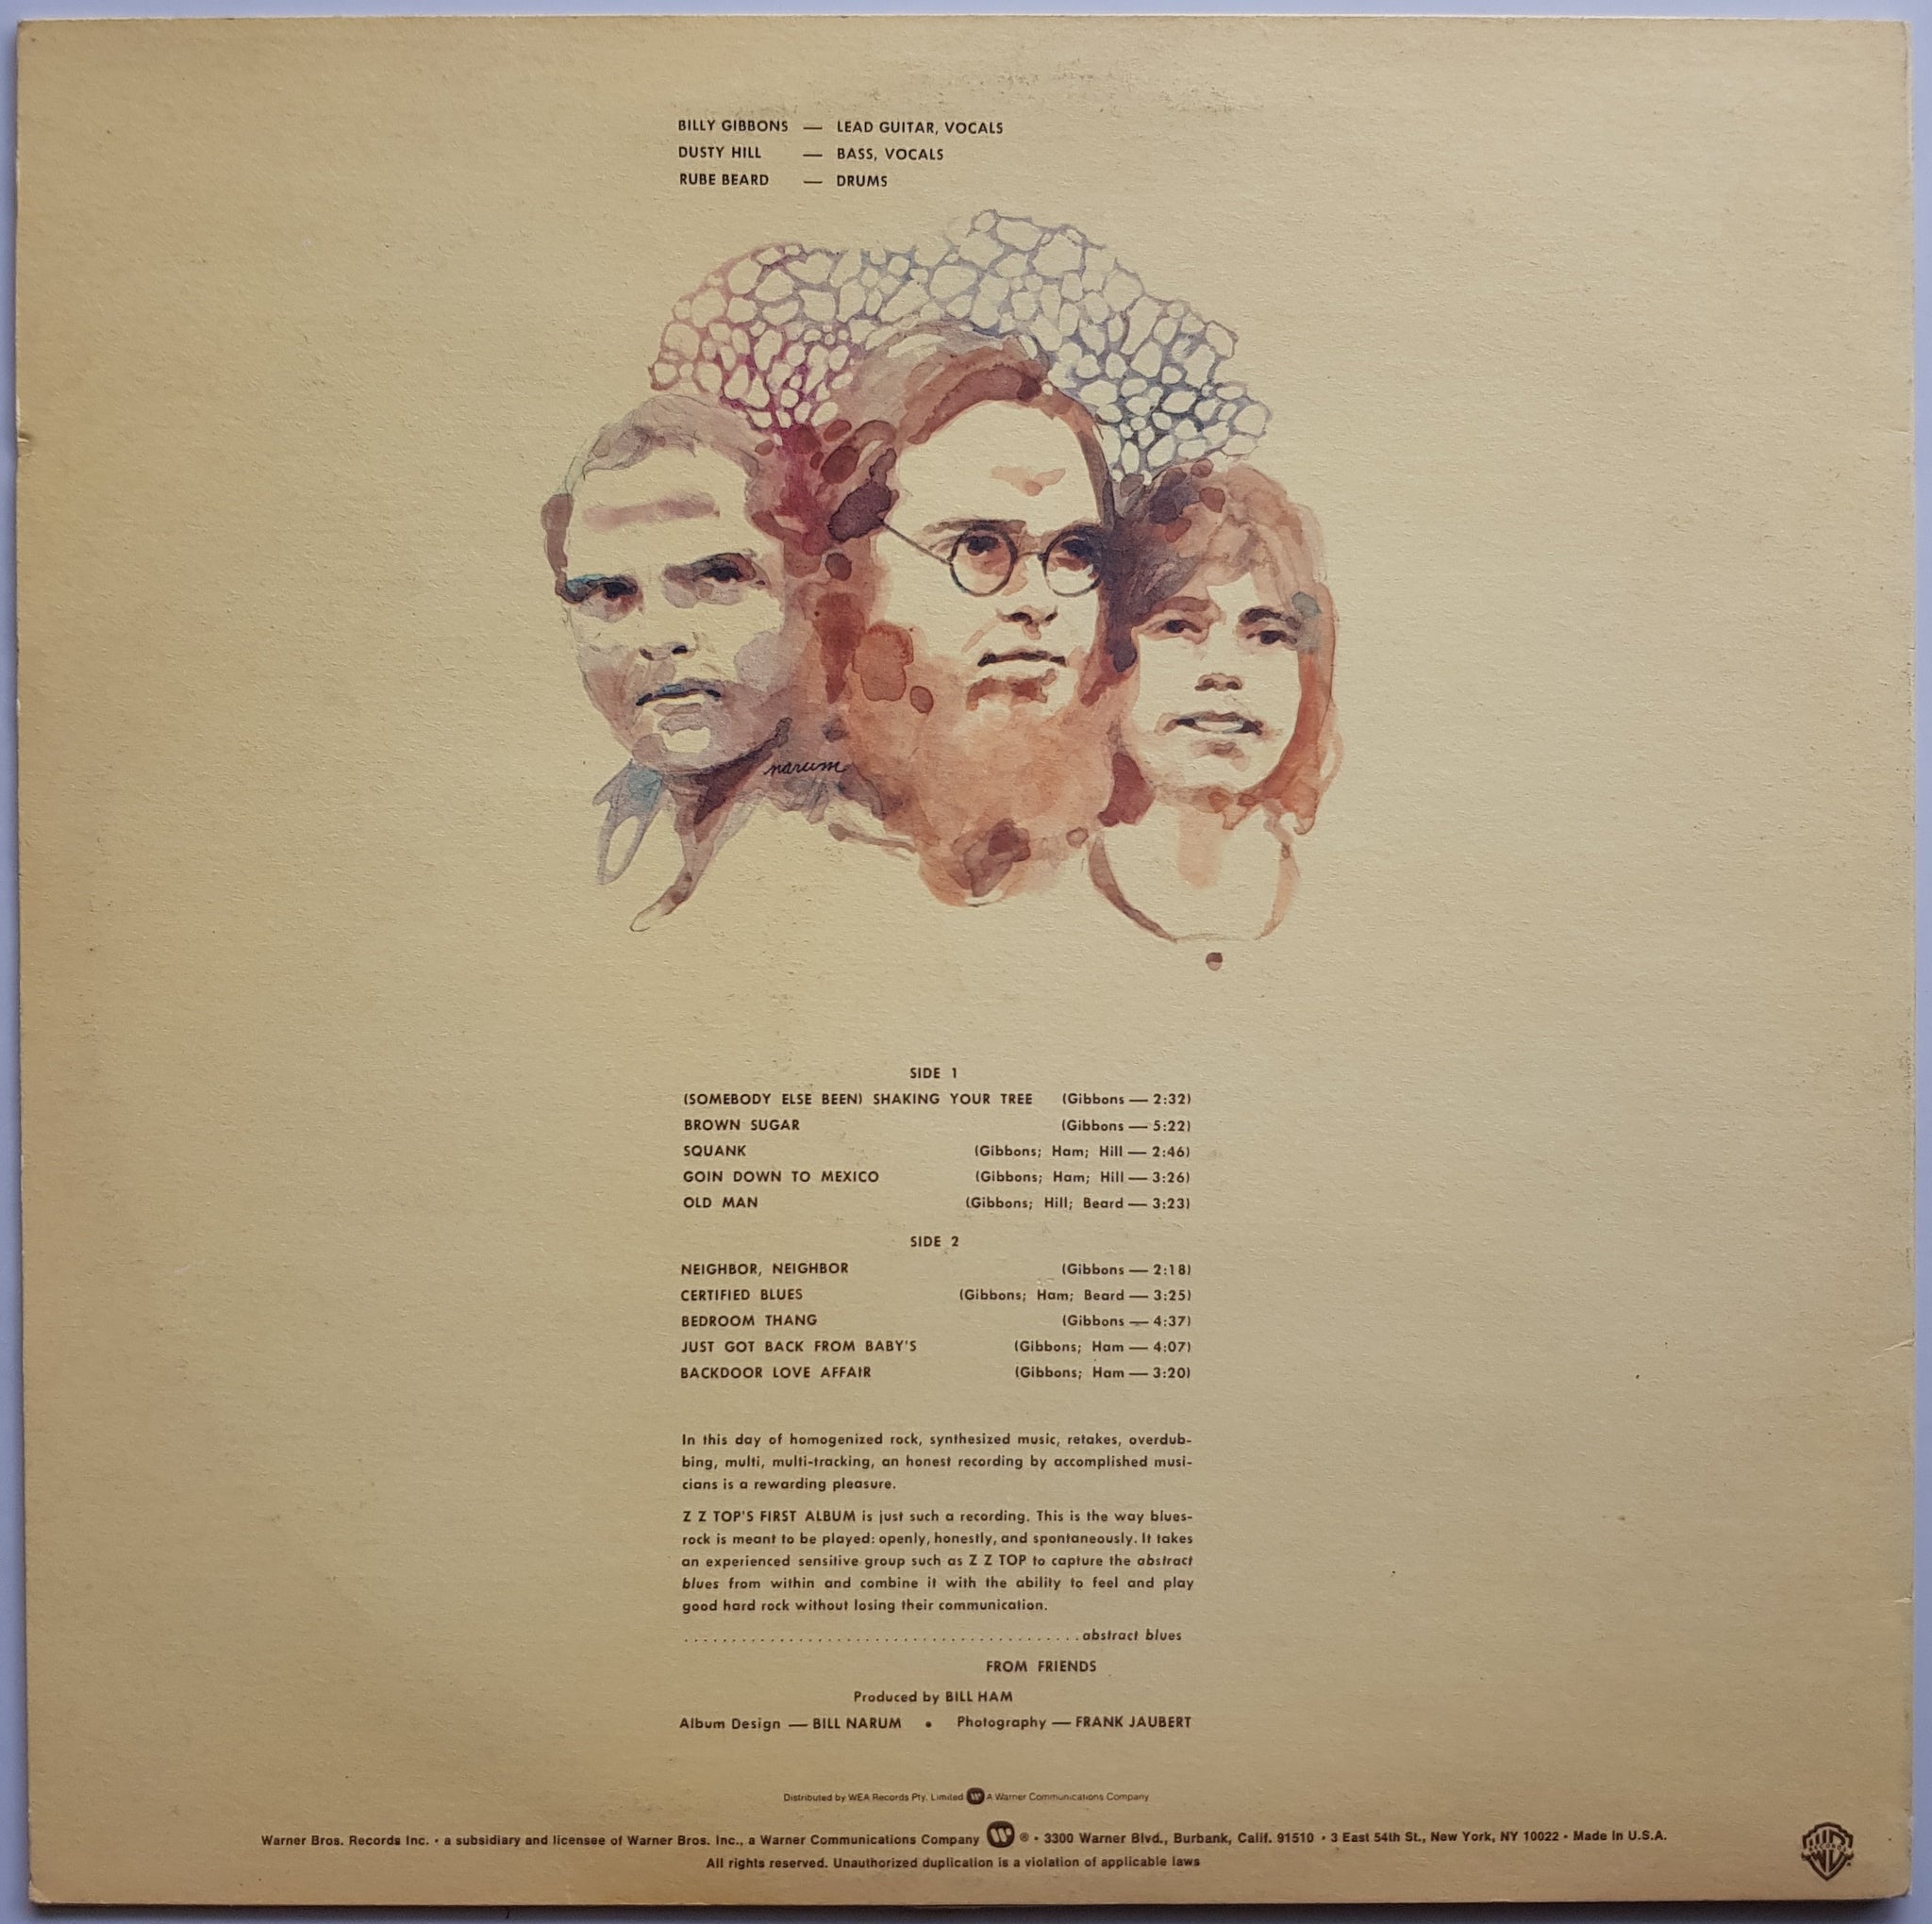 BILLY GIBBONS — LEAD GUITAR, VOCALS
DUSTY HILL — BASS, VOCALS
RUBE BEARD — DRUMS
narum
SIDE 1
(SOMEBODY ELSE BEEN) SHAKING YOUR TREE (Gibbons — 2:32)
BROWN SUGAR (Gibbons — 5:22)
SQUANK (Gibbons; Ham; Hill — 2:46)
GOIN DOWN TO MEXICO (Gibbons; Ham; Hill — 3:26)
OLD MAN (Gibbons; Hill; Beard — 3:23)
SIDE 2
NEIGHBOR, NEIGHBOR (Gibbons — 2:18)
CERTIFIED BLUES (Gibbons; Ham; Beard — 3:25)
BEDROOM THANG (Gibbons — 4:37)
JUST GOT BACK FROM BABY'S (Gibbons; Ham — 4:07)
BACKDOOR LOVE AFFAIR (Gibbons; Ham — 3:20)
In this day of homogenized rock, synthesized music, retakes, overdub-
bing, multi, multi-tracking, an honest recording by accomplished musi-
cians is a rewarding pleasure.
Z Z TOP'S FIRST ALBUM is just such a recording. This is the way blues-
rock is meant to be played: openly, honestly, and spontaneously. It takes
an experienced sensitive group such as Z Z TOP to capture the abstract
blues from within and combine it with the ability to feel and play
good hard rock without losing their communication.
..........................................abstract blues
FROM FRIENDS
Produced by BILL HAM
Album Design — BILL NARUM • Photography — FRANK JAUBERT
Distributed by WEA Records Pty. Limited W A Warner Communications Company
Warner Bros. Records Inc. • a subsidiary and licensee of Warner Bros. Inc., a Warner Communications Company W ® • 3300 Warner Blvd., Burbank, Calif. 91510 • 3 East 54th St., New York, NY 10022 • Made in U.S.A.
All rights reserved. Unauthorized duplication is a violation of applicable laws
WB RECORDS